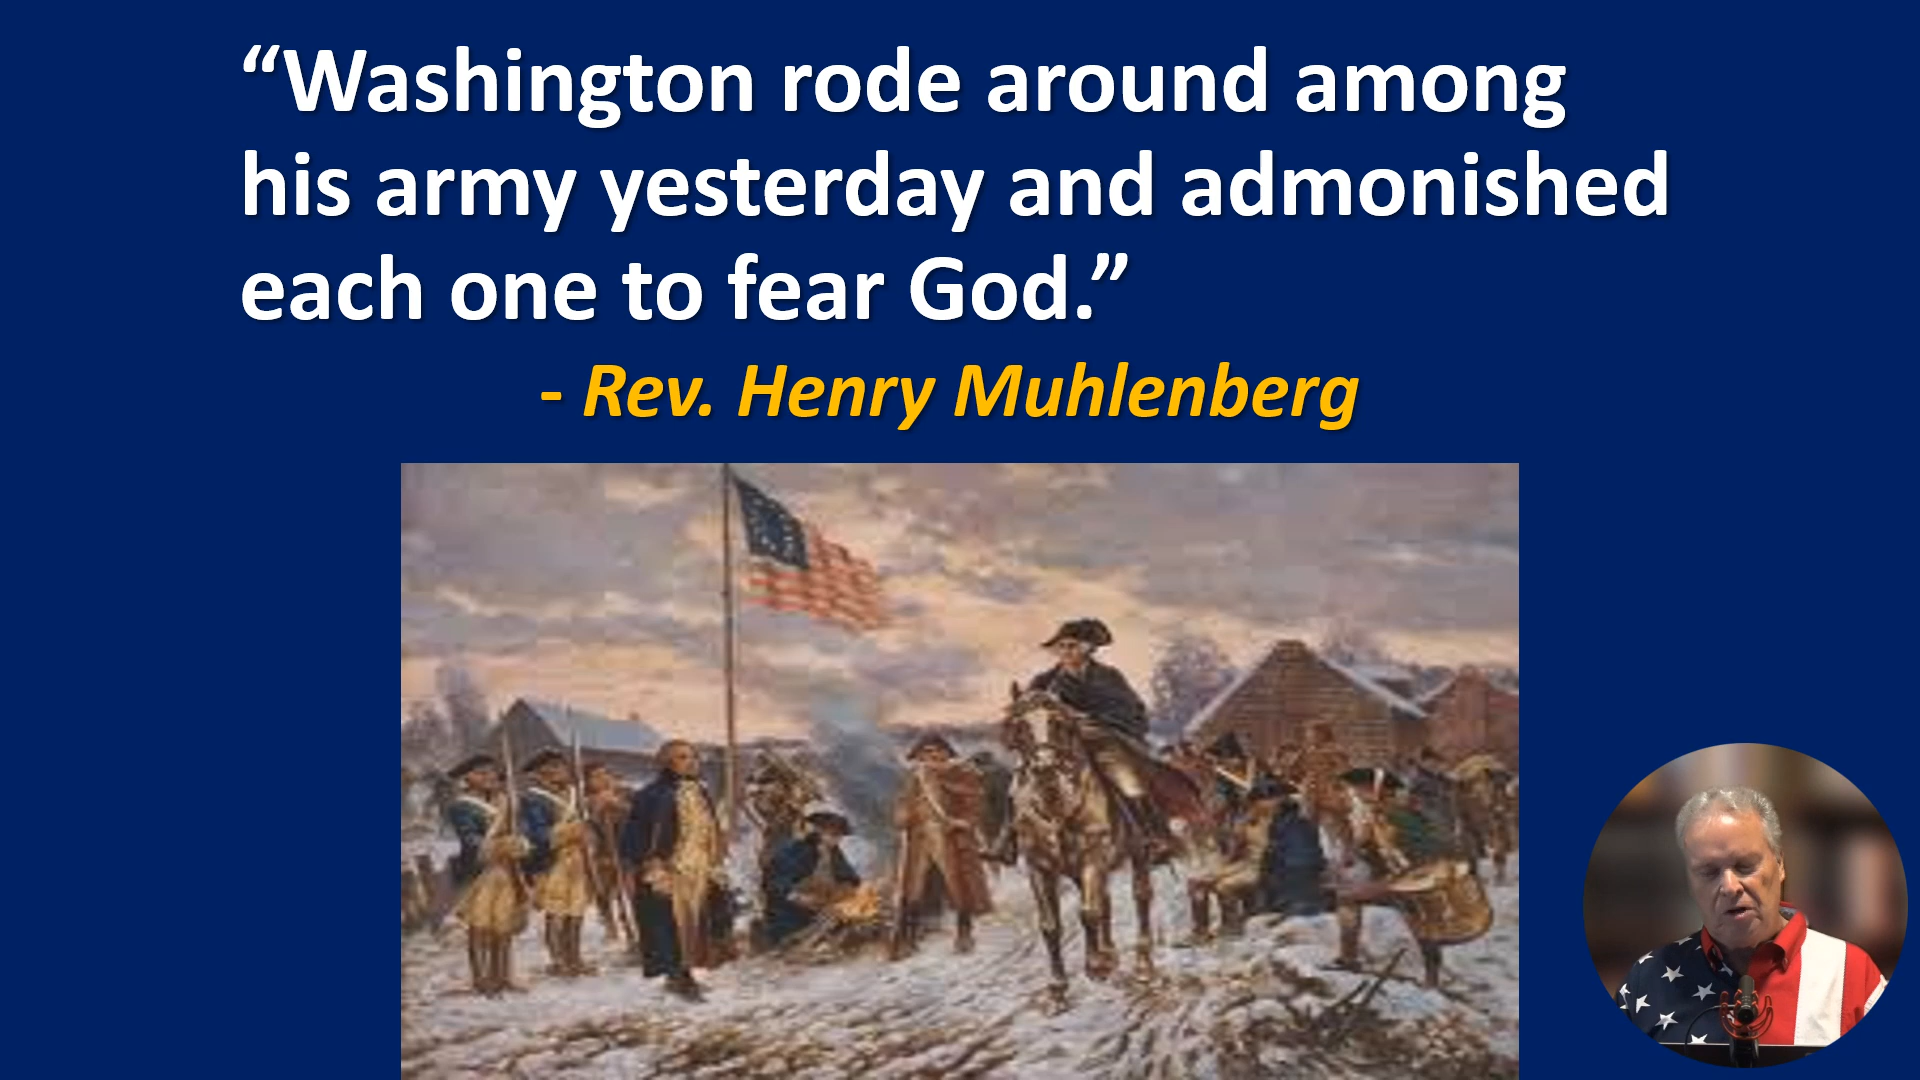 “Washington rode around among
his army yesterday and admonished
each one to fear God.”
- Rev. Henry Muhlenberg